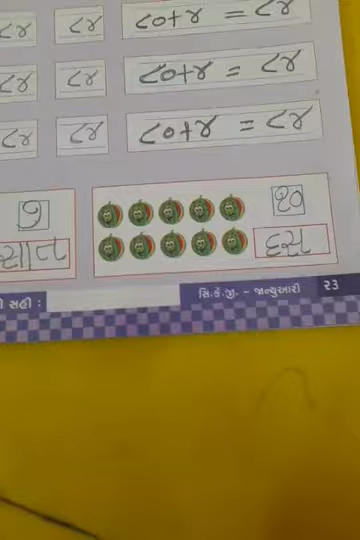 ૮૪ ૮૪ ૮૦+૪ = ૮૪
૮૪ ૮૪ ૮૦+૪ = ૮૪
૮૪ ૮૪ ૮૦+૪ = ૮૪
૭ ૧૦
સાત દસ
સહી :
સિ.કે.જી. - જાન્યુઆરી ૨૩